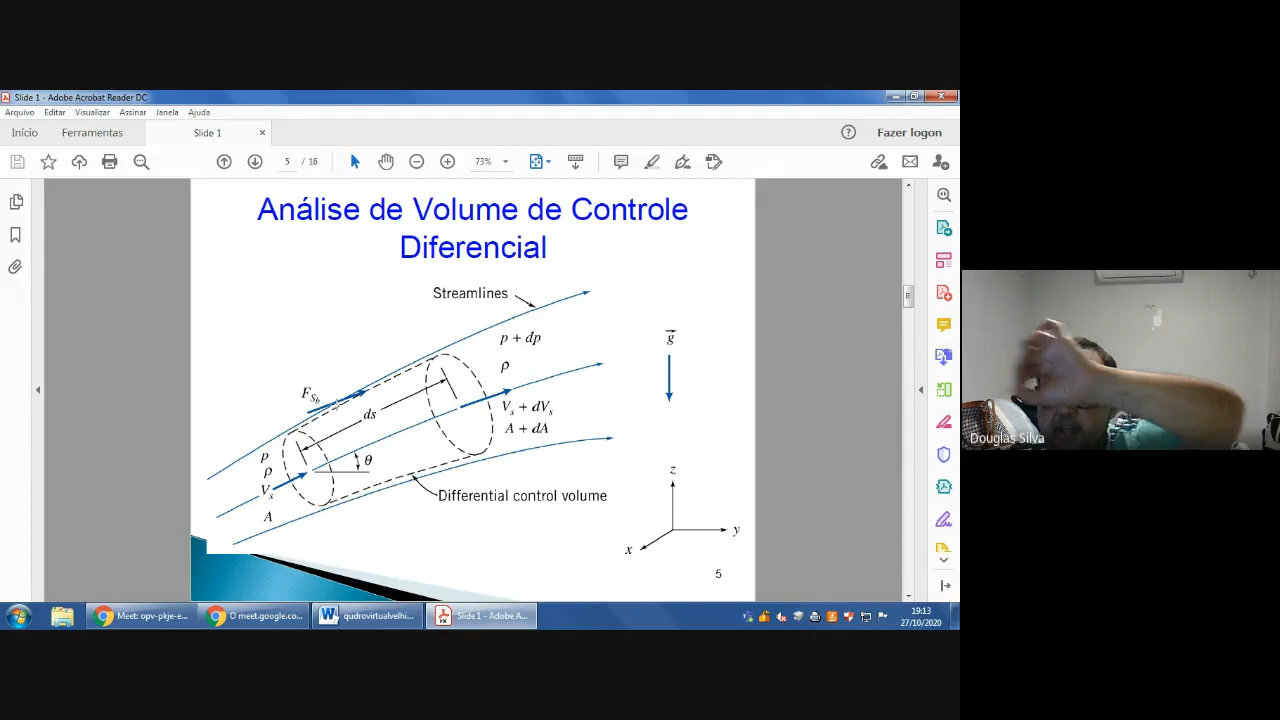 Slide 1 - Adobe Acrobat Reader DC
Arquivo Editar Visualizar Assinar Janela Ajuda
Início Ferramentas Slide 1 × ? Fazer logon
5 / 16 73%
Análise de Volume de Controle
Diferencial
Streamlines
p + dp
g
ρ
F_Sb
V_s + dV_s
ds
A + dA
p
θ
ρ
V_s
Differential control volume
A
z
y
x
5
Douglas Silva
Meet: opv-pkje-e... O meet.google.co... qudrovirtualvelhi... Slide 1 - Adobe A...
19:13
27/10/2020